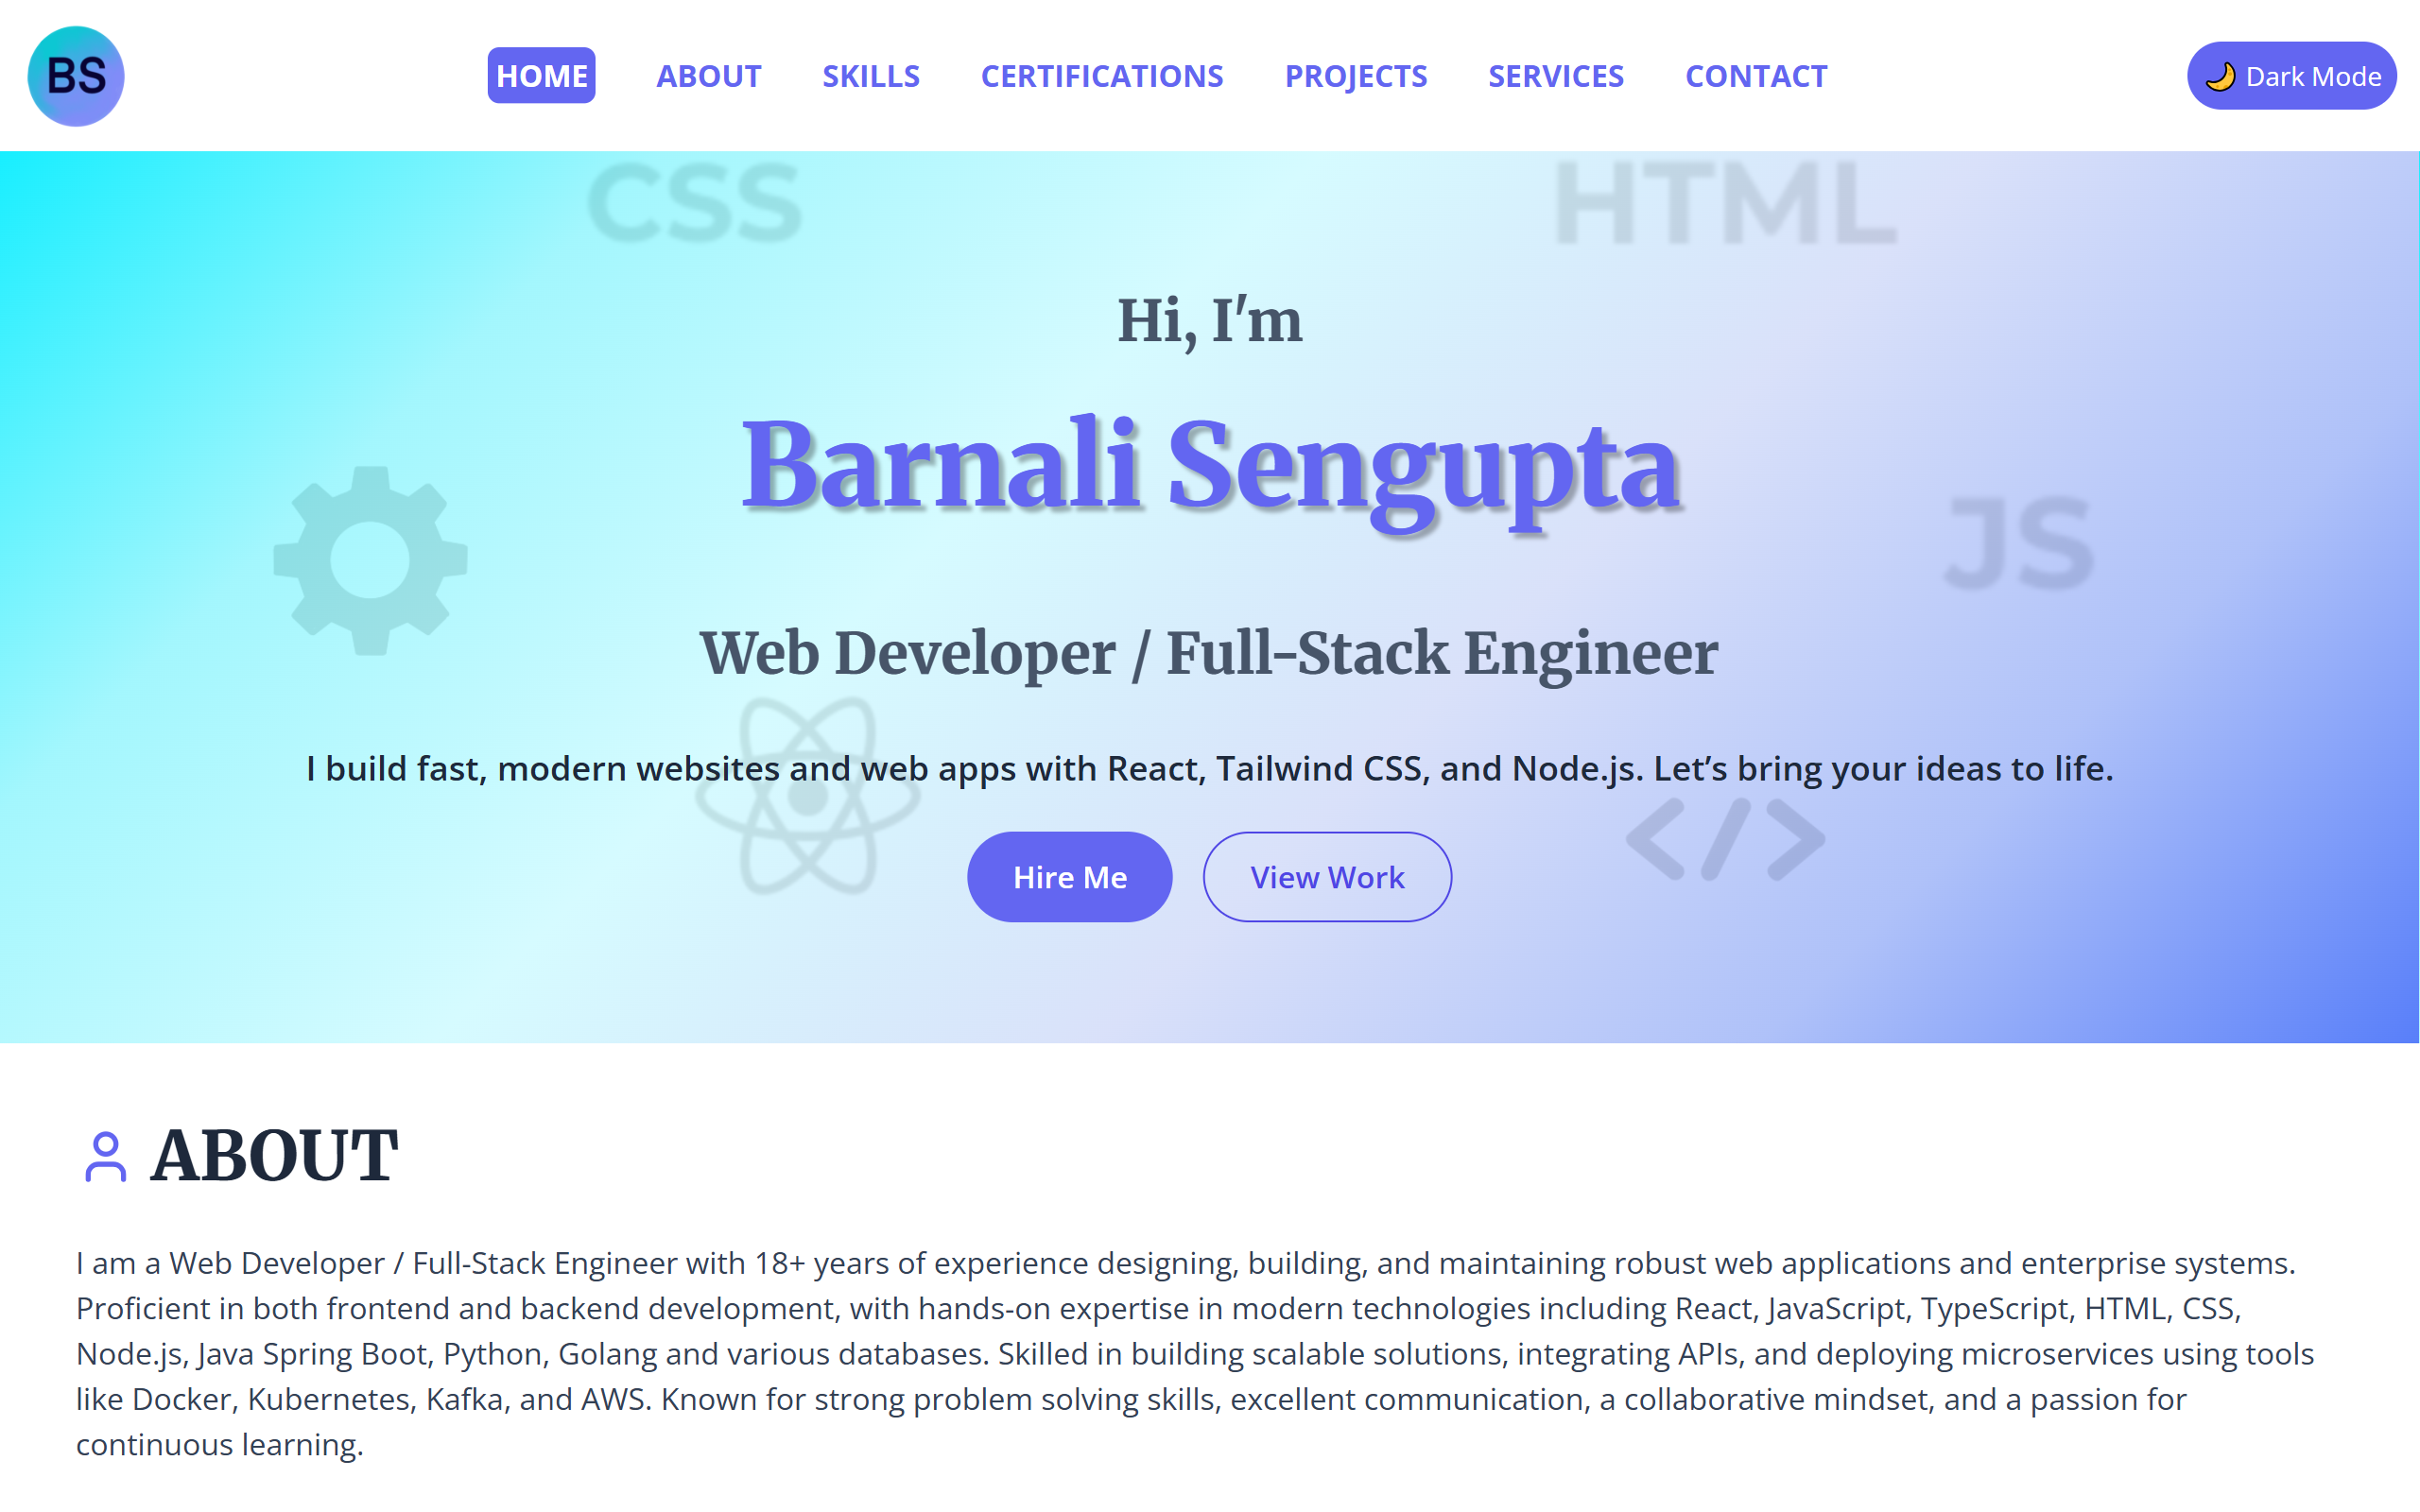 BS
HOME
ABOUT
SKILLS
CERTIFICATIONS
PROJECTS
SERVICES
CONTACT
🌙 Dark Mode
CSS
HTML
Hi, I'm
Barnali Sengupta
JS
Web Developer / Full-Stack Engineer
I build fast, modern websites and web apps with React, Tailwind CSS, and Node.js. Let’s bring your ideas to life.
</>
Hire Me
View Work
ABOUT
I am a Web Developer / Full-Stack Engineer with 18+ years of experience designing, building, and maintaining robust web applications and enterprise systems.
Proficient in both frontend and backend development, with hands-on expertise in modern technologies including React, JavaScript, TypeScript, HTML, CSS,
Node.js, Java Spring Boot, Python, Golang and various databases. Skilled in building scalable solutions, integrating APIs, and deploying microservices using tools
like Docker, Kubernetes, Kafka, and AWS. Known for strong problem solving skills, excellent communication, a collaborative mindset, and a passion for
continuous learning.